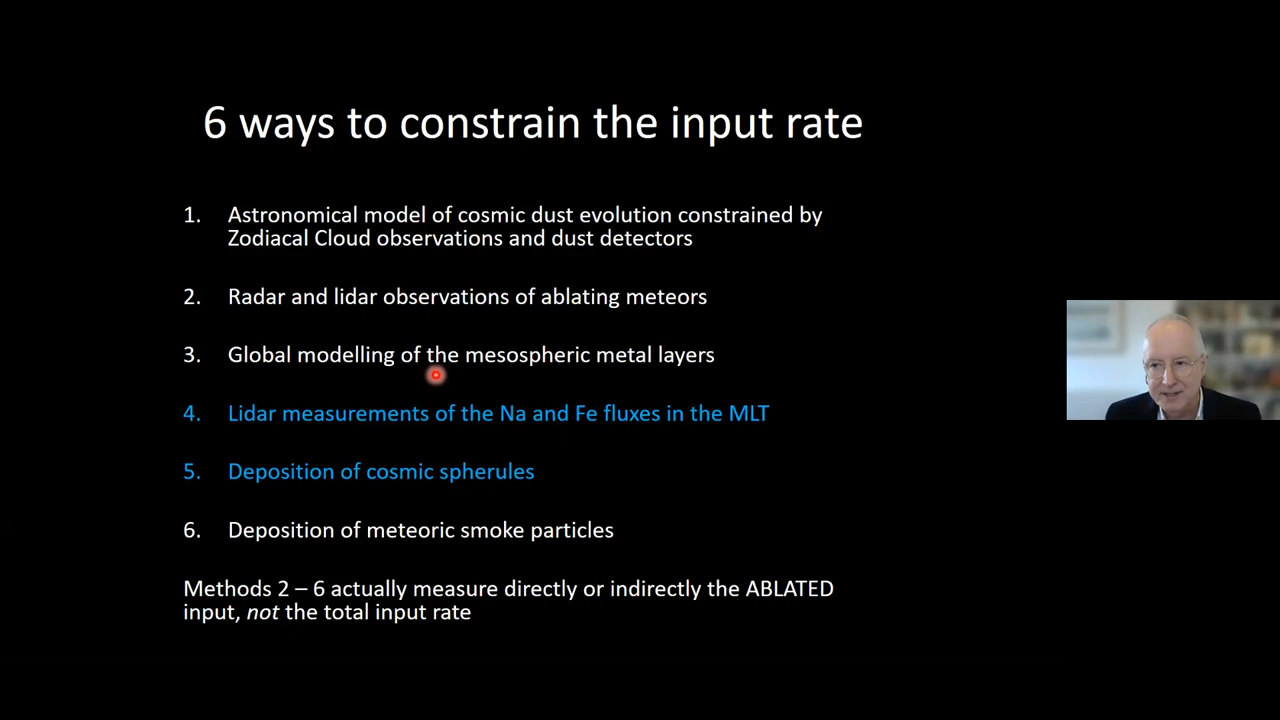 6 ways to constrain the input rate
1. Astronomical model of cosmic dust evolution constrained by
Zodiacal Cloud observations and dust detectors
2. Radar and lidar observations of ablating meteors
3. Global modelling of the mesospheric metal layers
4. Lidar measurements of the Na and Fe fluxes in the MLT
5. Deposition of cosmic spherules
6. Deposition of meteoric smoke particles
Methods 2 – 6 actually measure directly or indirectly the ABLATED
input, not the total input rate